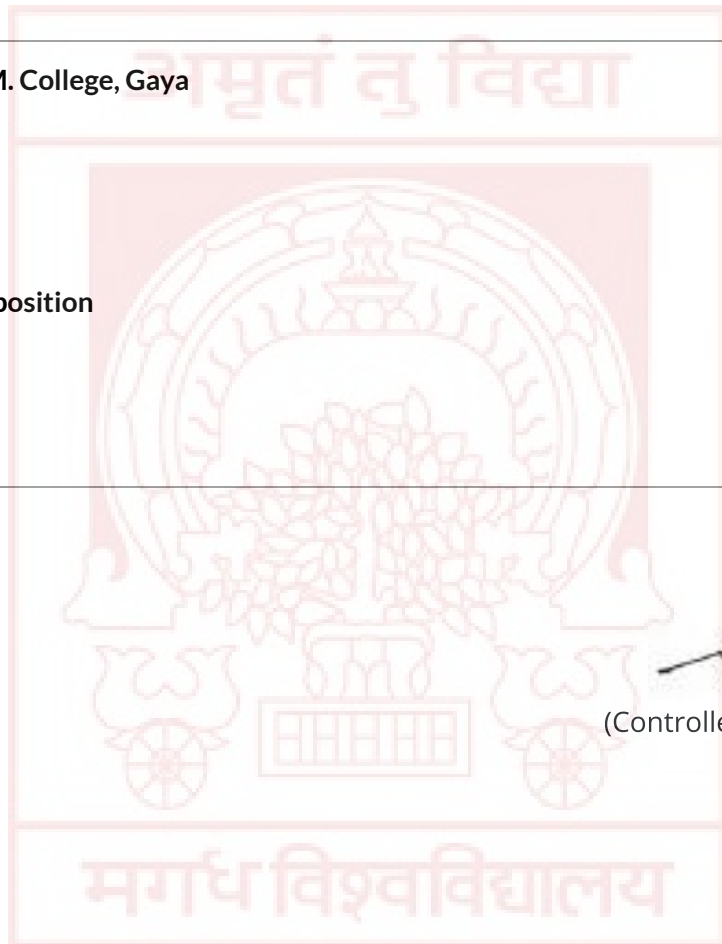 अमृतं तु विद्या
M. College, Gaya
position
(Controlle
मगध विश्वविद्यालय